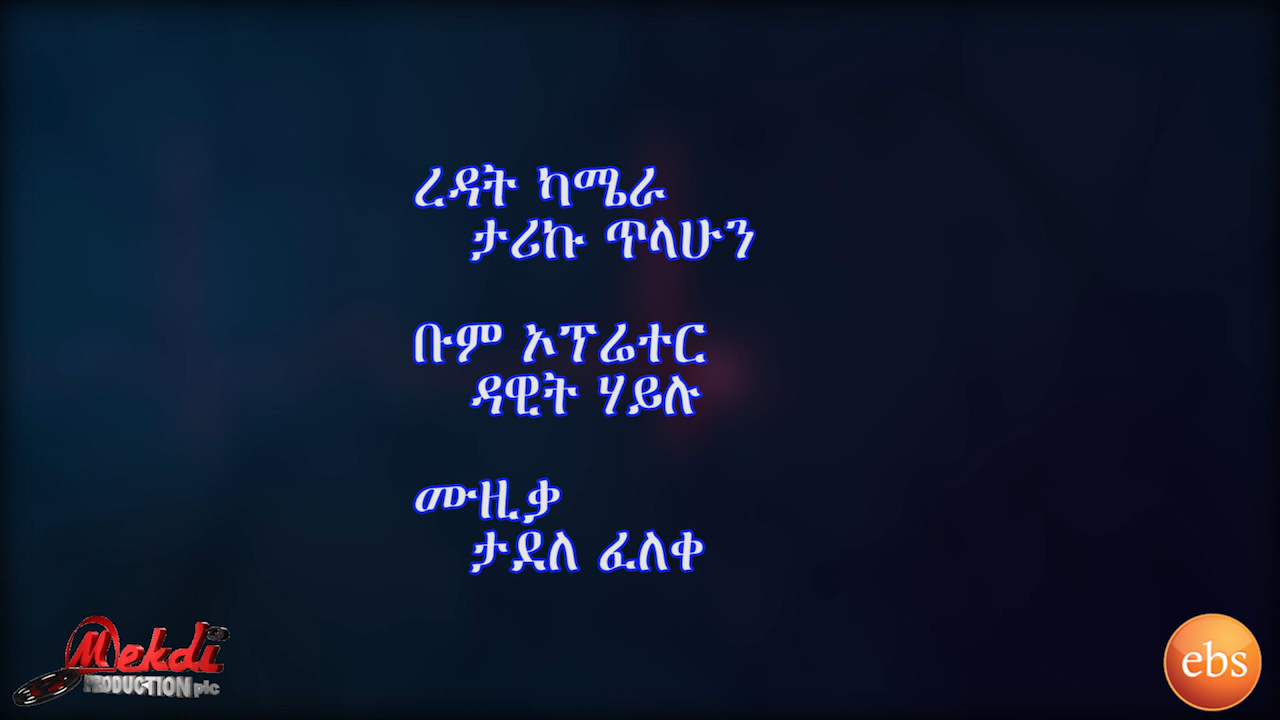 ረዳት ካሜራ
ታሪኩ ጥላሁን
ቡም ኦፕሬተር
ዳዊት ሃይሉ
ሙዚቃ
ታደለ ፈለቀ
Mekdi
PRODUCTION plc
ebs